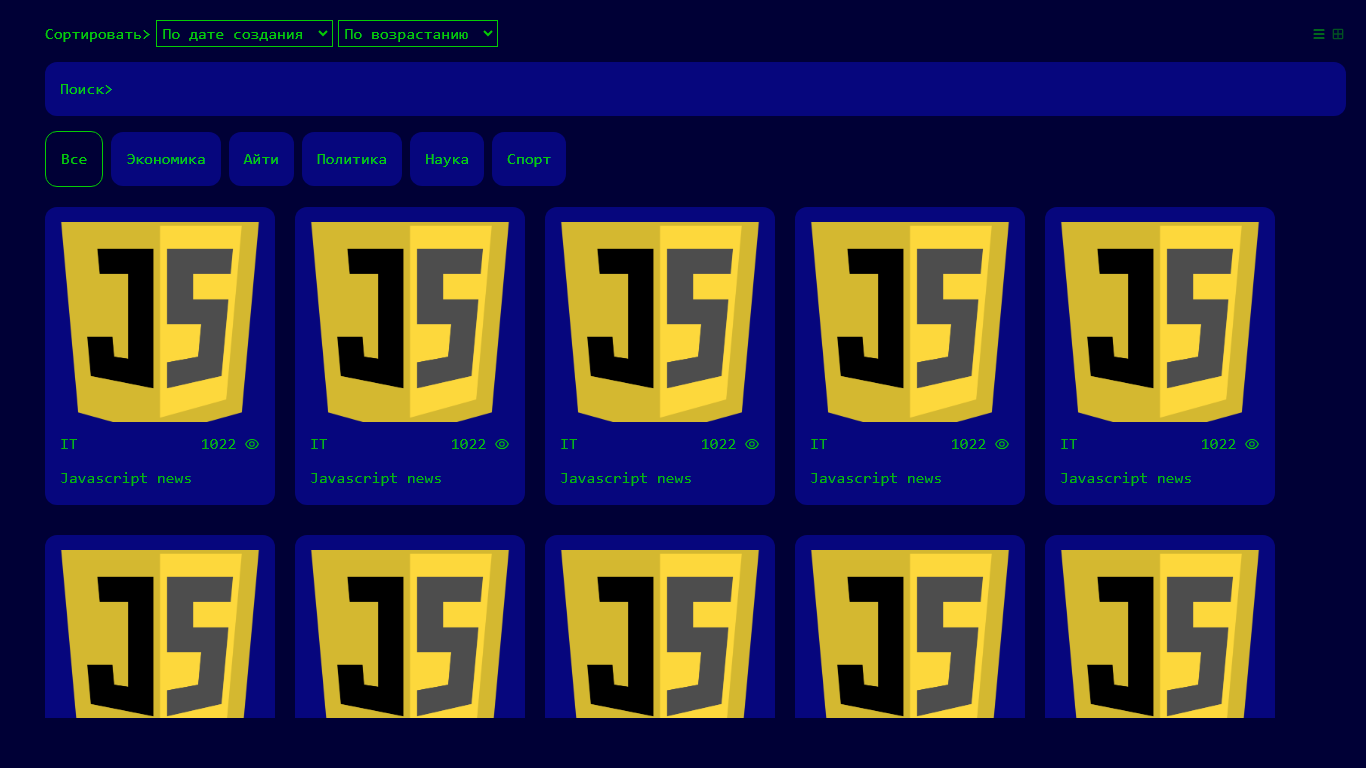 Сортировать> По дате создания По возрастанию
Поиск>
Все Экономика Айти Политика Наука Спорт
JS JS JS JS JS
IT 1022 IT 1022 IT 1022 IT 1022 IT 1022
Javascript news Javascript news Javascript news Javascript news Javascript news
JS JS JS JS JS